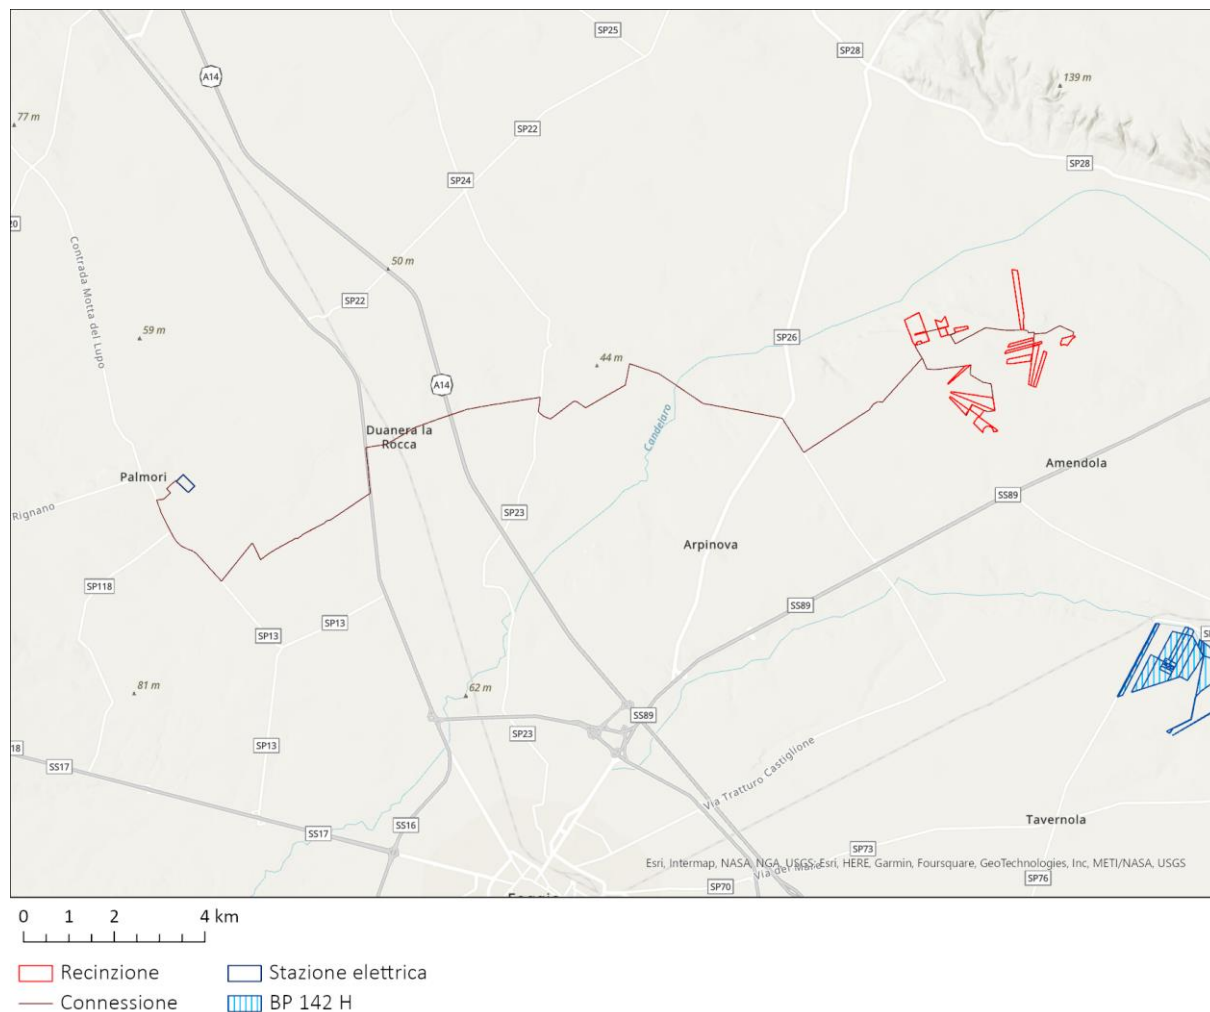 SP25
SP28
A14
139 m
77 m
SP22
SP28
SP24
20
Contrada Motta del Lupo
50 m
SP22
59 m
SP26
44 m
A14
Candelaro
Duanera la
Rocca
Amendola
Palmori
SS89
Rignano
SP23
Arpinova
SP118
SS89
SP13
SP13
81 m
62 m
SS89
SP23
18
SP13
SS17
Via Tratturo Castiglione
SS16
SS17
Tavernola
SP73
Esri, Intermap, NASA, NGA, USGS; Esri, HERE, Garmin, Foursquare, GeoTechnologies, Inc, METI/NASA, USGS
Via del Mare
SP76
SP70
0 1 2 4 km
Recinzione
Stazione elettrica
Connessione
BP 142 H